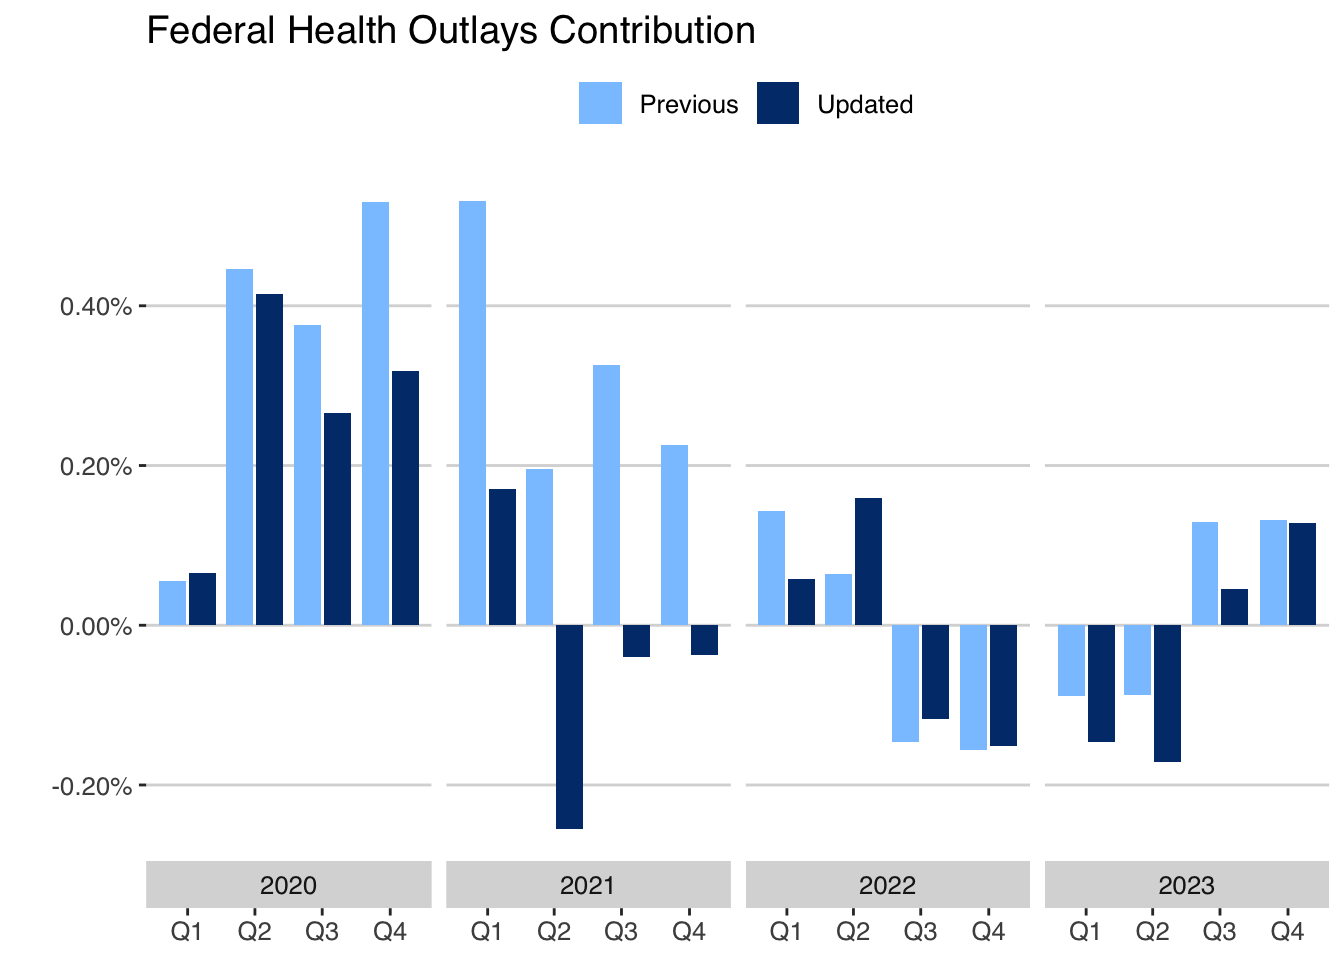 Federal Health Outlays Contribution
Previous Updated
0.40%
0.20%
0.00%
-0.20%
2020 2021 2022 2023
Q1 Q2 Q3 Q4 Q1 Q2 Q3 Q4 Q1 Q2 Q3 Q4 Q1 Q2 Q3 Q4